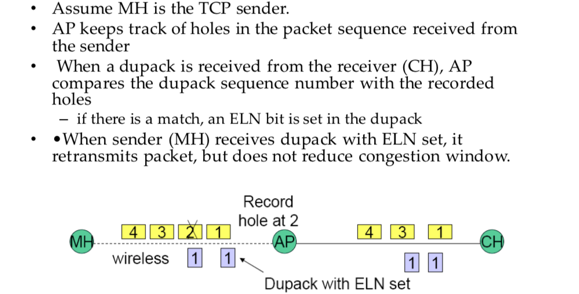 • Assume MH is the TCP sender.
• AP keeps track of holes in the packet sequence received from
the sender
• When a dupack is received from the receiver (CH), AP
compares the dupack sequence number with the recorded
holes
– if there is a match, an ELN bit is set in the dupack
• •When sender (MH) receives dupack with ELN set, it
retransmits packet, but does not reduce congestion window.
Record
hole at 2
4 3 2 1 4 3 1
MH AP CH
wireless 1 1 1 1
Dupack with ELN set